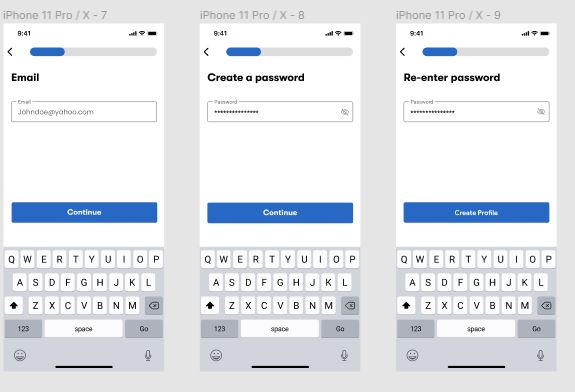 iPhone 11 Pro / X - 7
9:41
Email
Email
Johndoe@yahoo.com
Continue
Q W E R T Y U I O P
A S D F G H J K L
Z X C V B N M
123 space Go
iPhone 11 Pro / X - 8
9:41
Create a password
Password
***************
Continue
Q W E R T Y U I O P
A S D F G H J K L
Z X C V B N M
123 space Go
iPhone 11 Pro / X - 9
9:41
Re-enter password
Password
***************
Create Profile
Q W E R T Y U I O P
A S D F G H J K L
Z X C V B N M
123 space Go